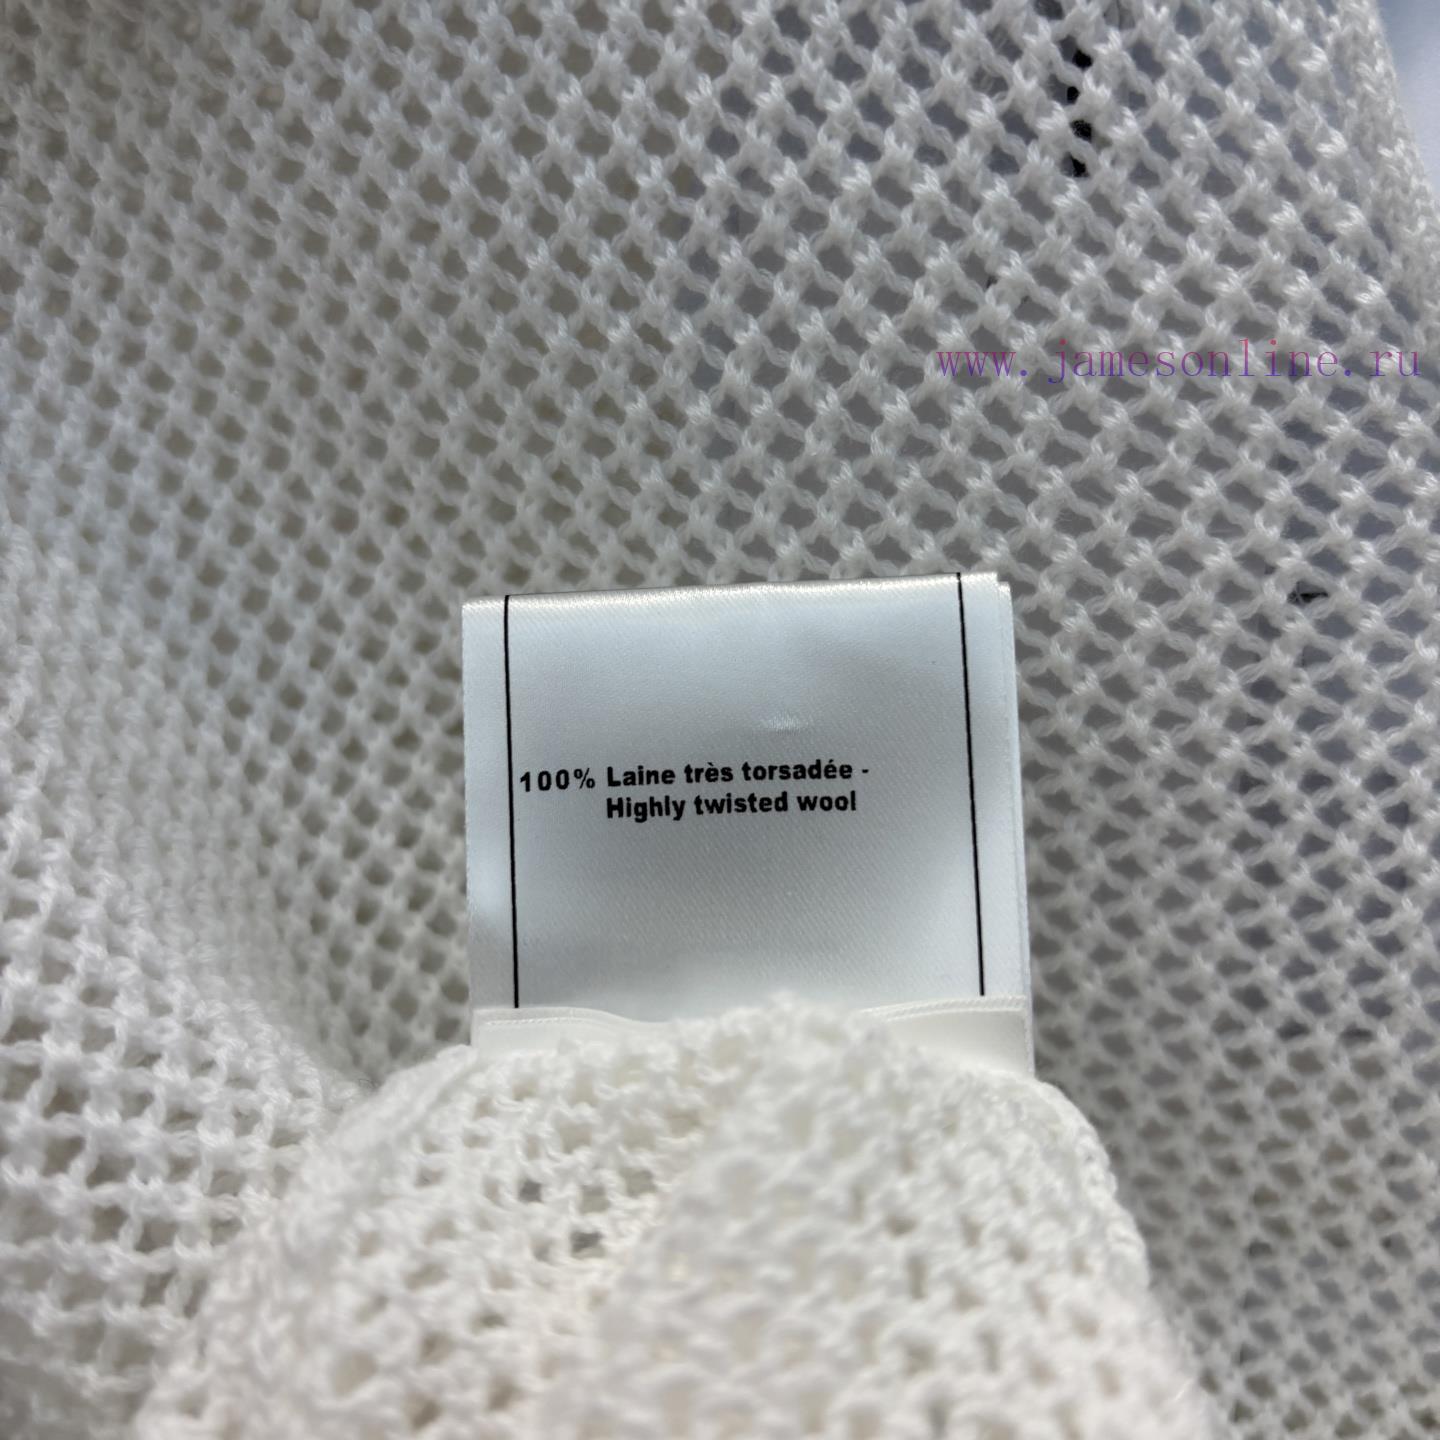 www.jamesonline.ru
100% Laine très torsadée -
Highly twisted wool